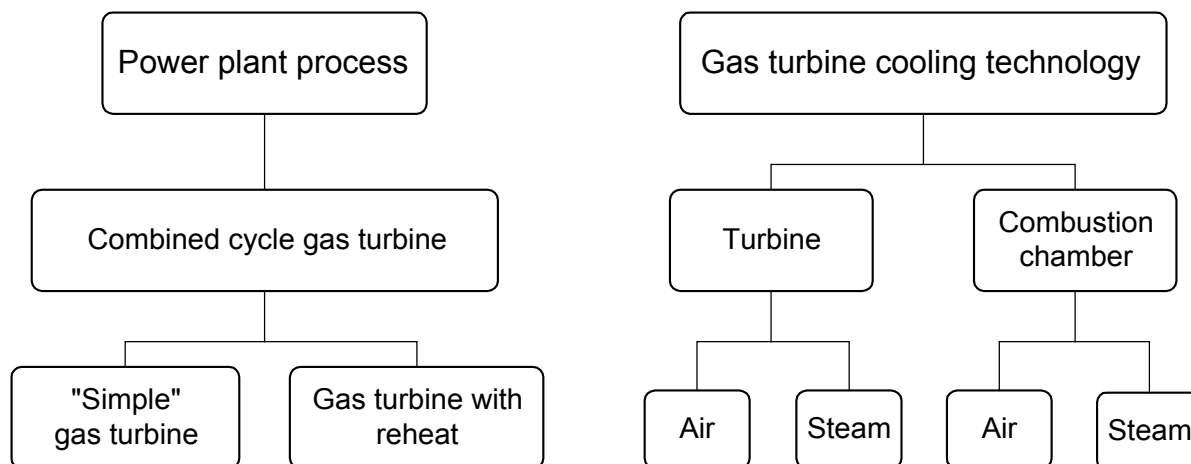 Power plant process
Gas turbine cooling technology
Combined cycle gas turbine
Turbine
Combustion
chamber
"Simple"
gas turbine
Gas turbine with
reheat
Air
Steam
Air
Steam